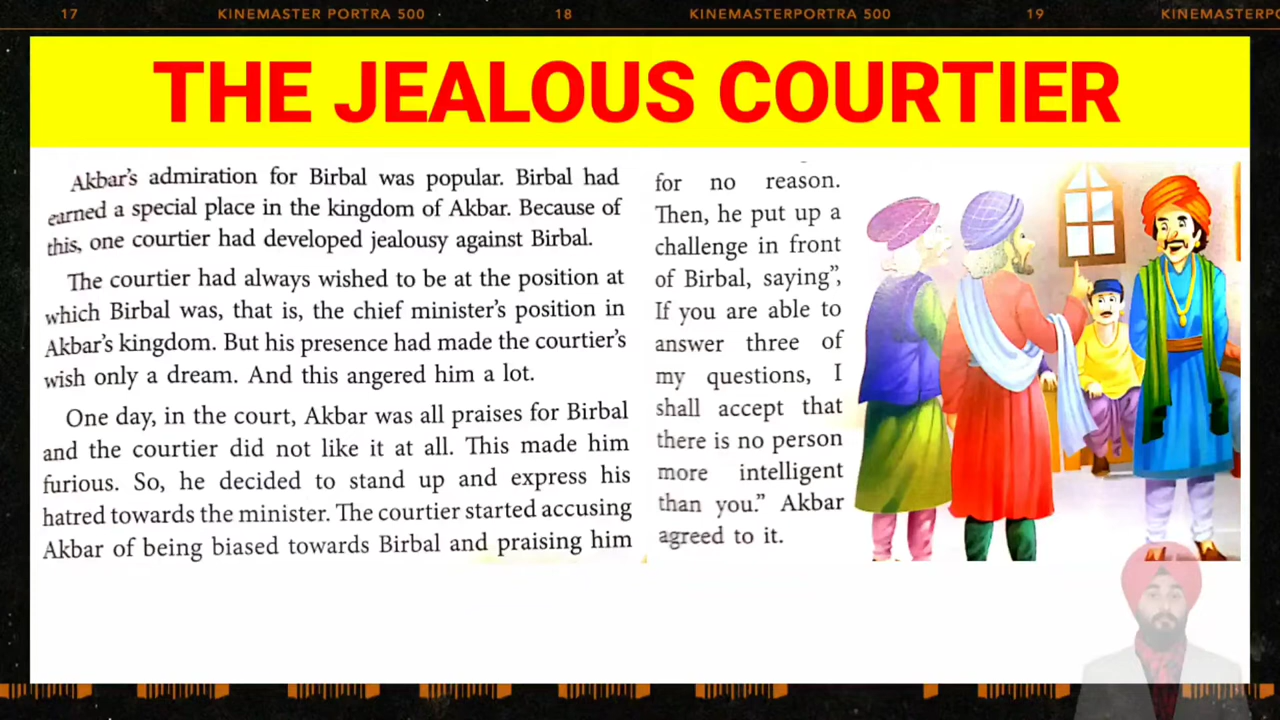 17 KINEMASTER PORTRA 500 18 KINEMASTERPORTRA 500 19 KINEMASTERPO
THE JEALOUS COURTIER
Akbar's admiration for Birbal was popular. Birbal had
earned a special place in the kingdom of Akbar. Because of
this, one courtier had developed jealousy against Birbal.
The courtier had always wished to be at the position at
which Birbal was, that is, the chief minister's position in
Akbar's kingdom. But his presence had made the courtier's
wish only a dream. And this angered him a lot.
One day, in the court, Akbar was all praises for Birbal
and the courtier did not like it at all. This made him
furious. So, he decided to stand up and express his
hatred towards the minister. The courtier started accusing
Akbar of being biased towards Birbal and praising him
for no reason.
Then, he put up a
challenge in front
of Birbal, saying",
If you are able to
answer three of
my questions, I
shall accept that
there is no person
more intelligent
than you." Akbar
agreed to it.